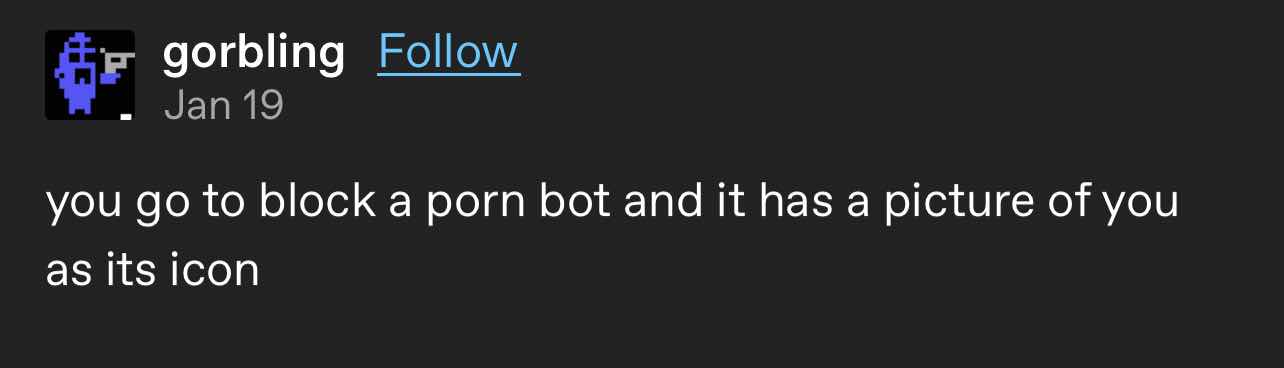 gorbling Follow
Jan 19
you go to block a porn bot and it has a picture of you
as its icon